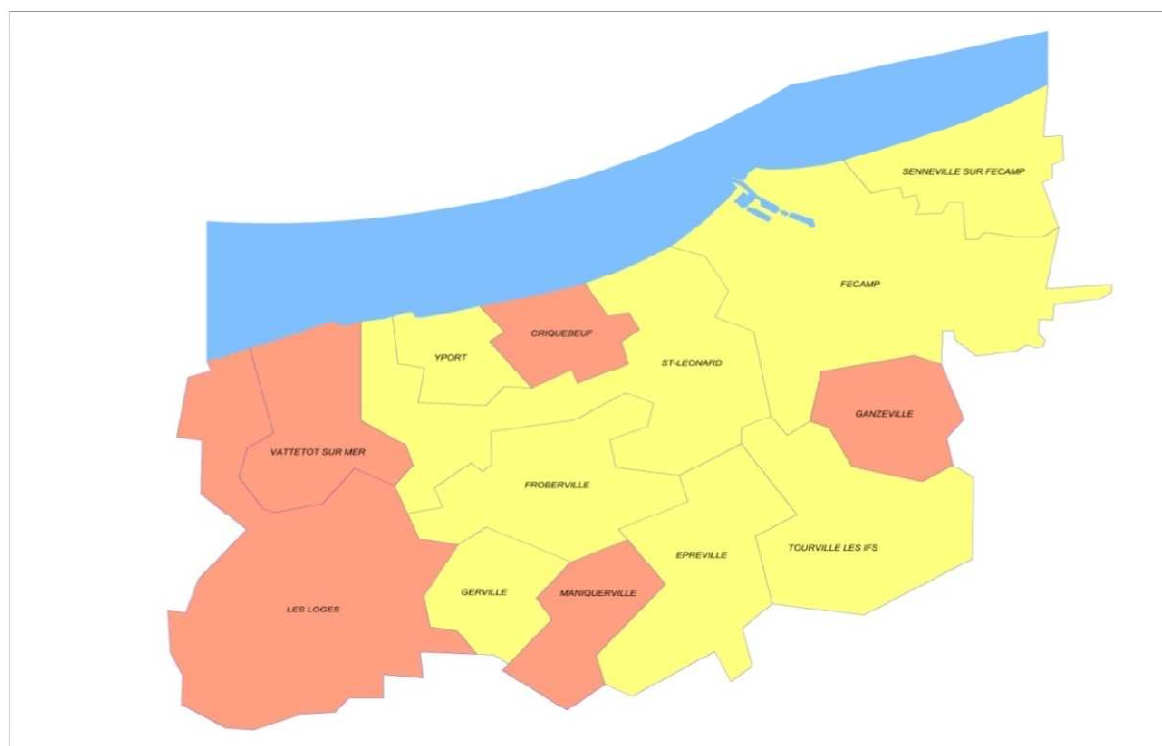 SENNEVILLE SUR FECAMP
FECAMP
CRIQUEBEUF
YPORT
ST-LEONARD
GANZEVILLE
VATTETOT SUR MER
FROBERVILLE
TOURVILLE LES IFS
EPREVILLE
GERVILLE
MANIQUERVILLE
LES LOGES